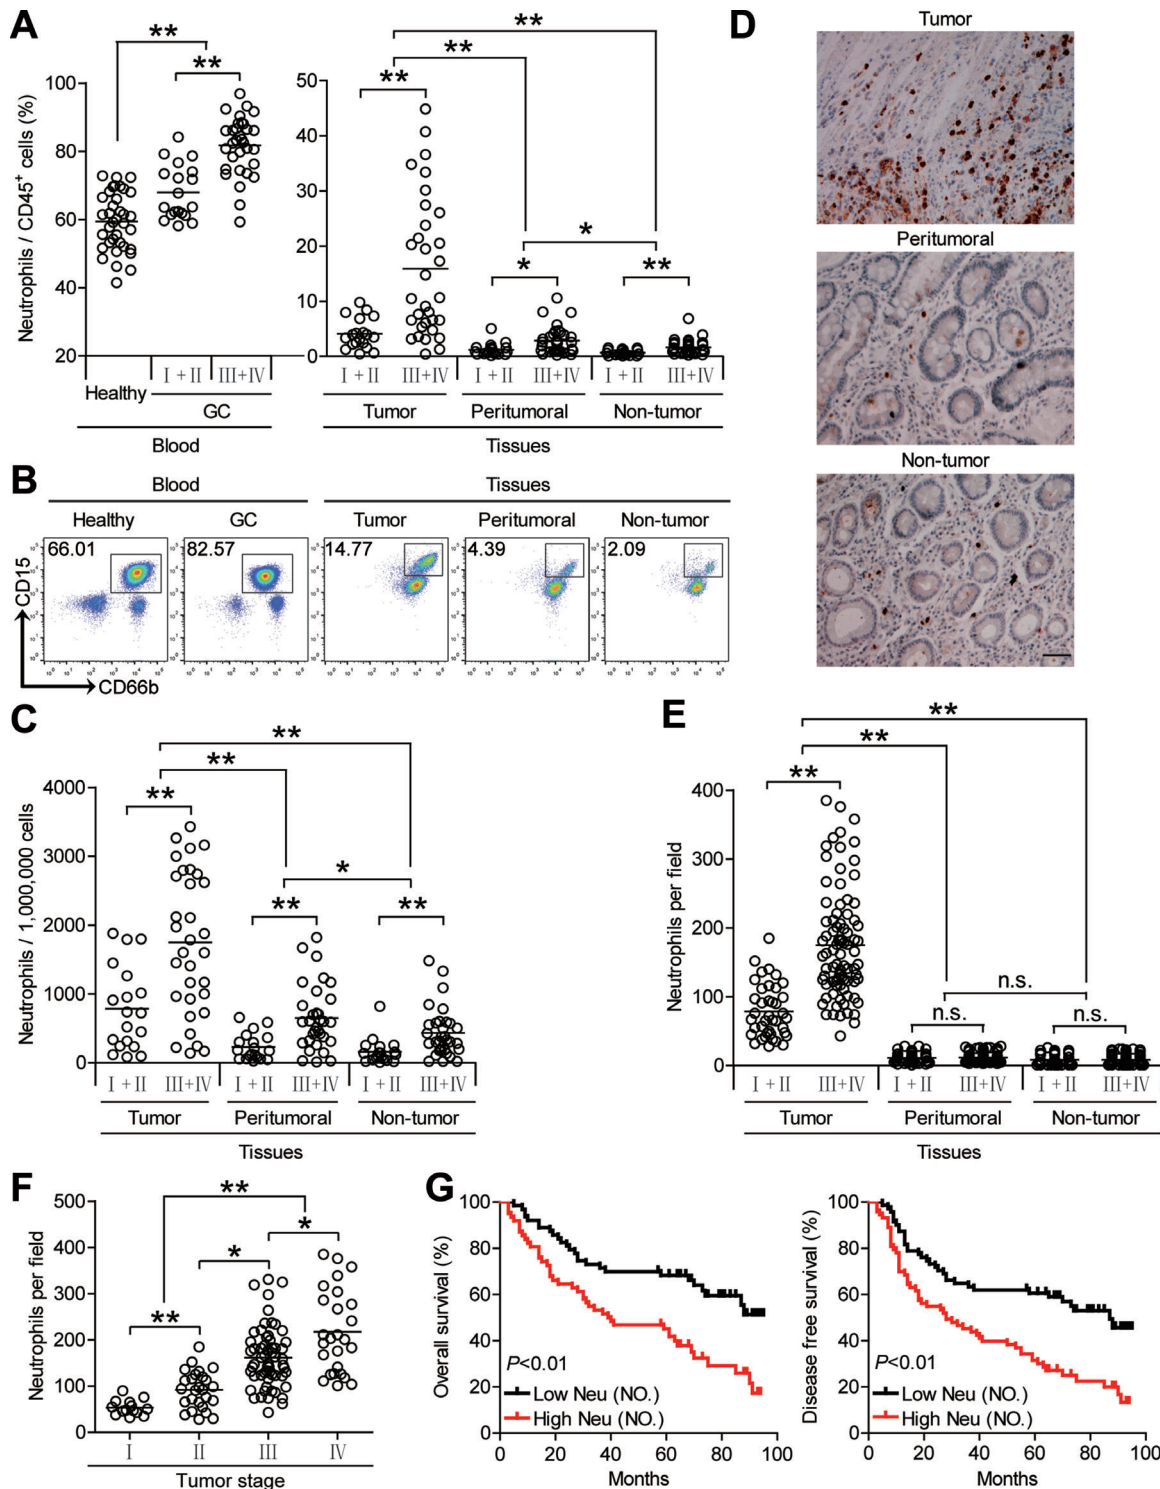 A
**
**
Neutrophils / CD45+ cells (%)
100
80
60
40
20
I + II
III+IV
Healthy
GC
Blood
**
**
**
*
*
**
50
40
30
20
10
0
I + II
III+IV
I + II
III+IV
I + II
III+IV
Tumor
Peritumoral
Non-tumor
Tissues
B
Blood
Tissues
Healthy
GC
Tumor
Peritumoral
Non-tumor
66.01
82.57
14.77
4.39
2.09
CD15
CD66b
C
**
**
**
*
**
**
Neutrophils / 1,000,000 cells
4000
3000
2000
1000
0
I + II
III+IV
I + II
III+IV
I + II
III+IV
Tumor
Peritumoral
Non-tumor
Tissues
D
Tumor
Peritumoral
Non-tumor
E
**
**
**
n.s.
n.s.
n.s.
Neutrophils per field
400
300
200
100
0
I + II
III+IV
I + II
III+IV
I + II
III+IV
Tumor
Peritumoral
Non-tumor
Tissues
F
**
*
*
**
Neutrophils per field
500
400
300
200
100
0
I
II
III
IV
Tumor stage
G
Overall survival (%)
100
80
60
40
20
0
P<0.01
Low Neu (NO.)
High Neu (NO.)
0 20 40 60 80 100
Months
Disease free survival (%)
100
80
60
40
20
0
P<0.01
Low Neu (NO.)
High Neu (NO.)
0 20 40 60 80 100
Months